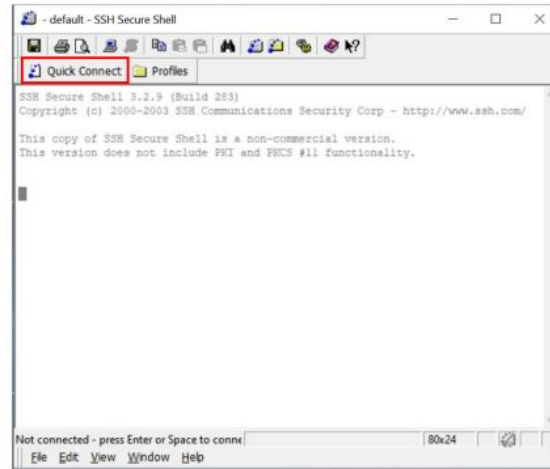 - default - SSH Secure Shell
Quick Connect Profiles
SSH Secure Shell 3.2.9 (Build 283)
Copyright (c) 2000-2003 SSH Communications Security Corp - http://www.ssh.com/
This copy of SSH Secure Shell is a non-commercial version.
This version does not include PKI and PKCS #11 functionality.
Not connected - press Enter or Space to conne 80x24
File Edit View Window Help